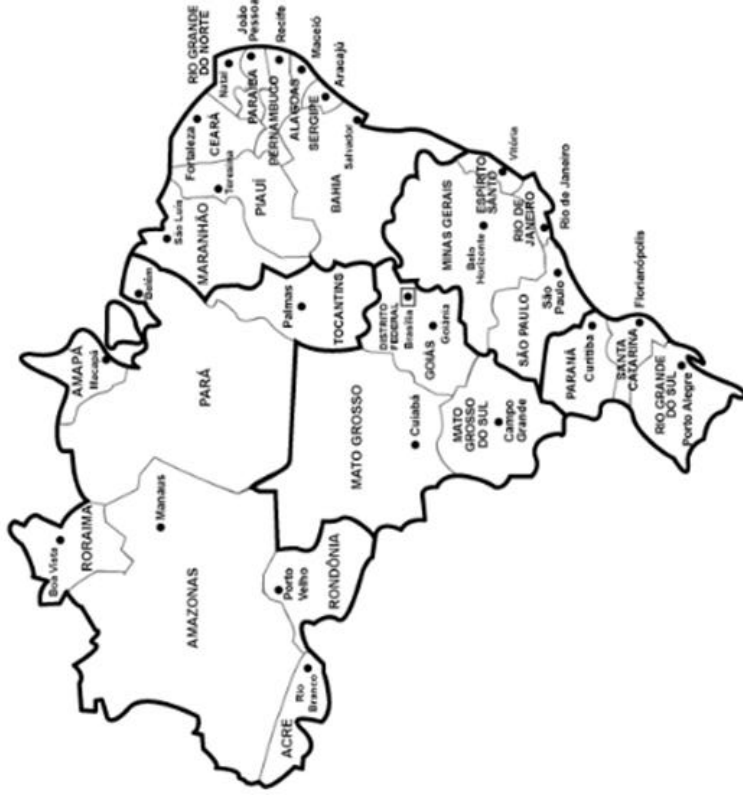 Boa Vista
RORAIMA
AMAPÁ
Macapá
Manaus
AMAZONAS
PARÁ
Belém
São Luís
MARANHÃO
Teresina
PIAUÍ
Fortaleza
CEARÁ
RIO GRANDE
DO NORTE
Natal
João
Pessoa
PARAÍBA
Recife
PERNAMBUCO
Maceió
ALAGOAS
Aracajú
SERGIPE
Salvador
BAHIA
ACRE
Rio
Branco
Porto
Velho
RONDÔNIA
MATO GROSSO
Cuiabá
Palmas
TOCANTINS
DISTRITO
FEDERAL
Brasília
GOIÁS
Goiânia
MATO
GROSSO
DO SUL
Campo
Grande
MINAS GERAIS
Belo
Horizonte
ESPÍRITO
SANTO
Vitória
RIO DE
JANEIRO
Rio de Janeiro
SÃO PAULO
São
Paulo
PARANÁ
Curitiba
SANTA
CATARINA
Florianópolis
RIO GRANDE
DO SUL
Porto Alegre